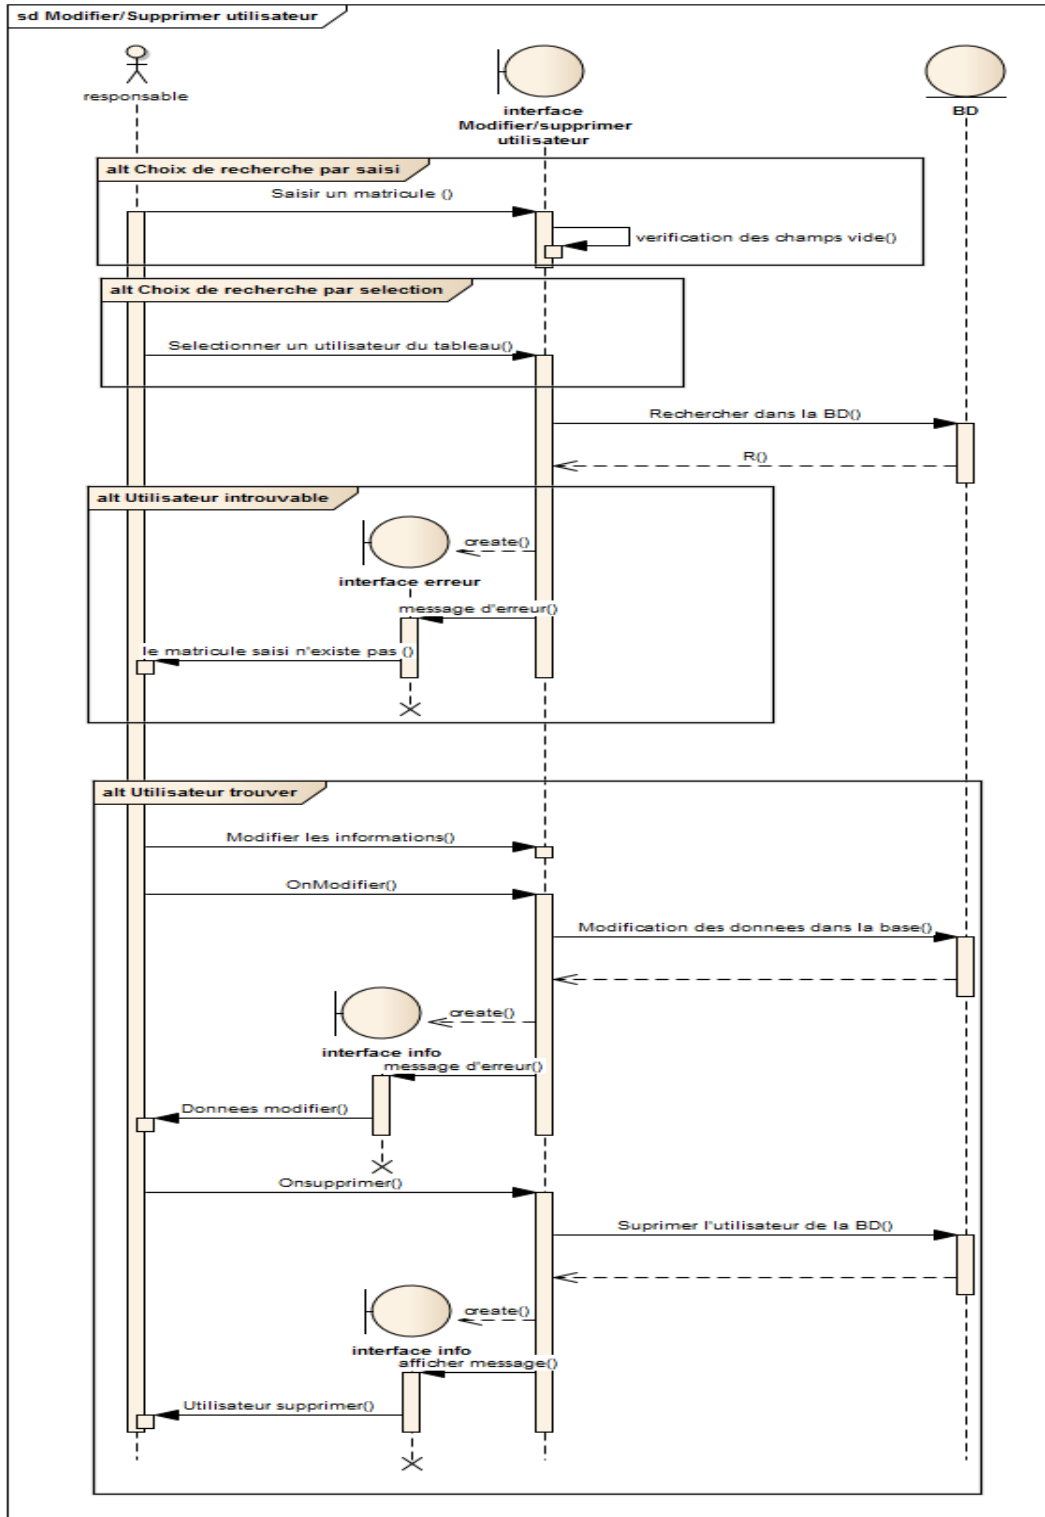 sd Modifier/Supprimer utilisateur
responsable
interface
Modifier/supprimer
utilisateur
BD
alt Choix de recherche par saisi
Saisir un matricule ()
verification des champs vide()
alt Choix de recherche par selection
Selectionner un utilisateur du tableau()
Rechercher dans la BD()
R()
alt Utilisateur introuvable
create()
interface erreur
message d'erreur()
le matricule saisi n'existe pas ()
alt Utilisateur trouver
Modifier les informations()
OnModifier()
Modification des donnees dans la base()
create()
interface info
message d'erreur()
Donnees modifier()
Onsupprimer()
Suprimer l'utilisateur de la BD()
create()
interface info
afficher message()
Utilisateur supprimer()